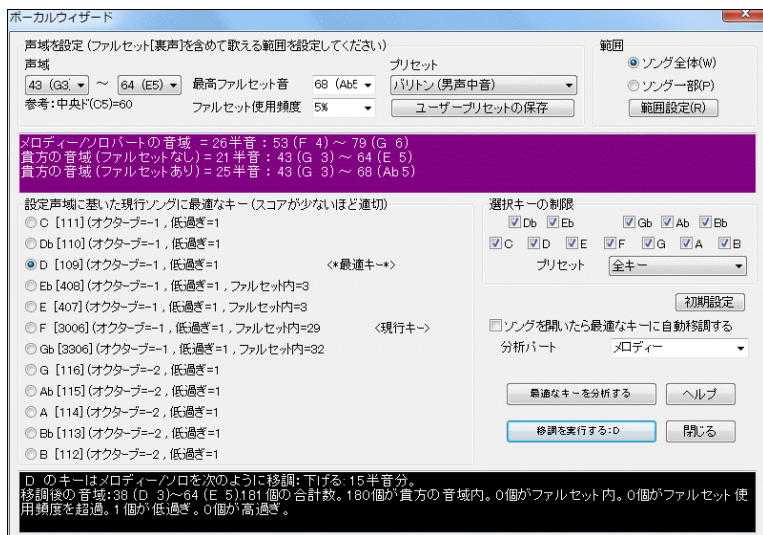 ボーカルウィザード
声域を設定 (ファルセット[裏声]を含めて歌える範囲を設定してください)
声域
プリセット
43 (G3) ～ 64 (E5) 最高ファルセット音 68 (Ab5
バリトン (男声中音)
参考:中央ド(C5)=60 ファルセット使用頻度 5%
ユーザープリセットの保存
範囲
ソング全体(W)
ソング一部(P)
範囲設定(R)
メロディー/ソロパートの音域 = 26半音 : 53 (F 4) ～ 79 (G 6)
貴方の音域 (ファルセットなし) = 21半音 : 43 (G 3) ～ 64 (E 5)
貴方の音域 (ファルセットあり) = 25半音 : 43 (G 3) ～ 68 (Ab 5)
設定声域に基いた現行ソングに最適なキー (スコアが少ないほど適切)
C [111] (オクターブ=-1 , 低過ぎ=1
Db [110] (オクターブ=-1 , 低過ぎ=1
D [109] (オクターブ=-1 , 低過ぎ=1 <*最適キー*>
Eb [408] (オクターブ=-1 , 低過ぎ=1 , ファルセット内=3
E [407] (オクターブ=-1 , 低過ぎ=1 , ファルセット内=3
F [3006] (オクターブ=-1 , 低過ぎ=1 , ファルセット内=29 <現行キー>
Gb [3306] (オクターブ=-1 , 低過ぎ=1 , ファルセット内=32
G [116] (オクターブ=-2 , 低過ぎ=1
Ab [115] (オクターブ=-2 , 低過ぎ=1
A [114] (オクターブ=-2 , 低過ぎ=1
Bb [113] (オクターブ=-2 , 低過ぎ=1
B [112] (オクターブ=-2 , 低過ぎ=1
選択キーの制限
Db Eb Gb Ab Bb
C D E F G A B
プリセット 全キー
初期設定
ソングを開いたら最適なキーに自動移調する
分析パート メロディー
最適なキーを分析する ヘルプ
移調を実行する:D 閉じる
D のキーはメロディー/ソロを次のように移調: 下げる: 15半音分。
移調後の音域:38 (D 3)～64 (E 5)181個の合計数。180個が貴方の音域内。0個がファルセット内。0個がファルセット使
用頻度を超過。1個が低過ぎ。0個が高過ぎ。